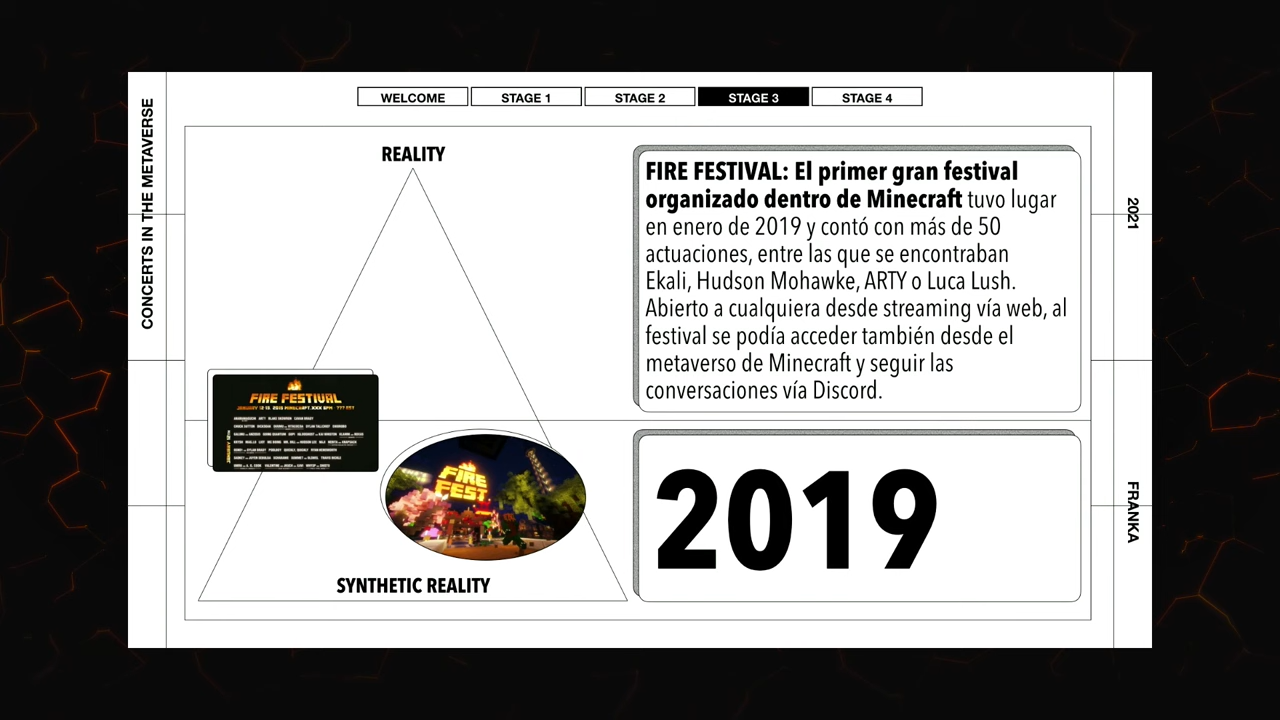 WELCOME
STAGE 1
STAGE 2
STAGE 3
STAGE 4
CONCERTS IN THE METAVERSE
REALITY
FIRE FESTIVAL
FIRE
FEST
SYNTHETIC REALITY
FIRE FESTIVAL: El primer gran festival
organizado dentro de Minecraft tuvo lugar
en enero de 2019 y contó con más de 50
actuaciones, entre las que se encontraban
Ekali, Hudson Mohawke, ARTY o Luca Lush.
Abierto a cualquiera desde streaming vía web, al
festival se podía acceder también desde el
metaverso de Minecraft y seguir las
conversaciones vía Discord.
2019
2021
FRANKA